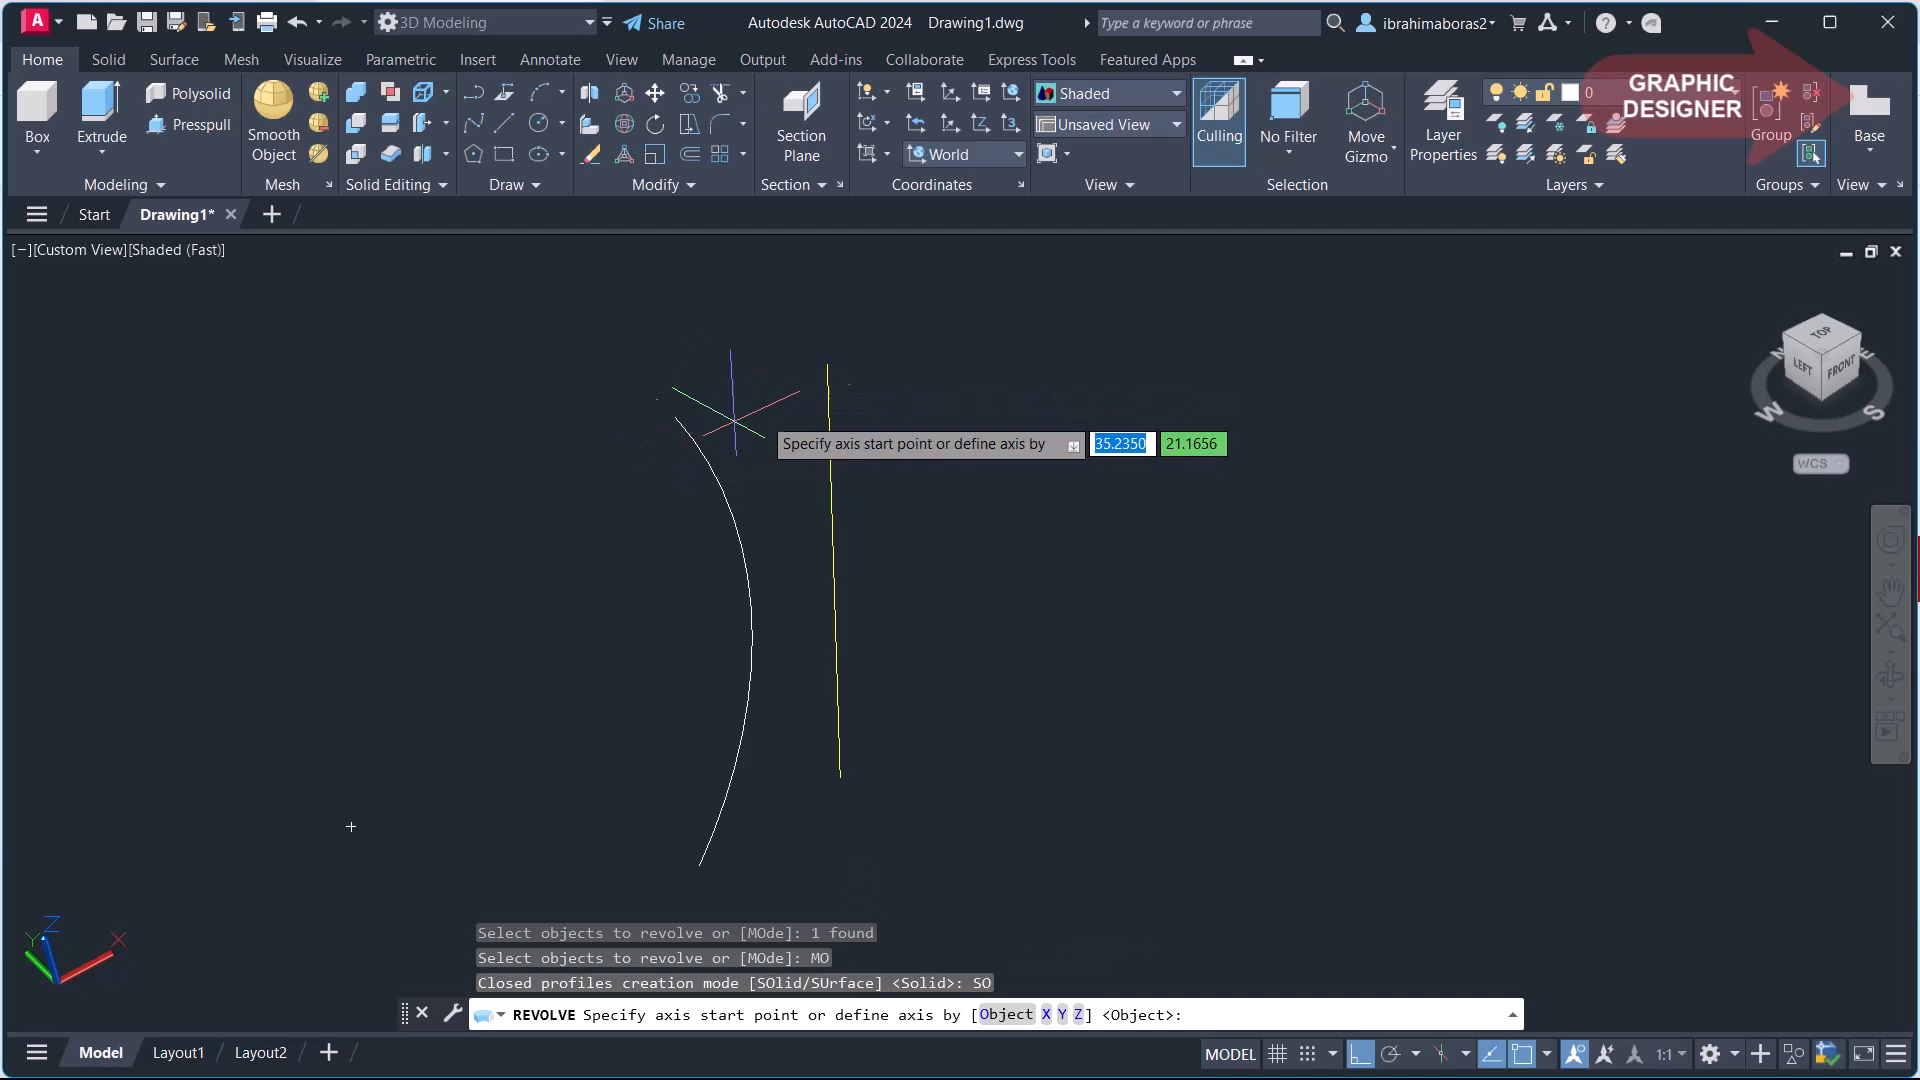 3D Modeling
Share
Autodesk AutoCAD 2024 Drawing1.dwg
Type a keyword or phrase
ibrahimaboras2
Home Solid Surface Mesh Visualize Parametric Insert Annotate View Manage Output Add-ins Collaborate Express Tools Featured Apps
Box
Extrude
Polysolid
Presspull
Smooth
Object
Section
Plane
World
Shaded
Unsaved View
Culling
No Filter
Move
Gizmo
Layer
Properties
0
GRAPHIC
DESIGNER
Group
Base
Modeling Mesh Solid Editing Draw Modify Section Coordinates View Selection Layers Groups View
Start Drawing1*
[−][Custom View][Shaded (Fast)]
TOP
LEFT
FRONT
N
W
S
E
WCS
Specify axis start point or define axis by 35.2350 21.1656
Z
Y
X
Select objects to revolve or [MOde]: 1 found
Select objects to revolve or [MOde]: MO
Closed profiles creation mode [SOlid/SUrface] <Solid>: SO
REVOLVE Specify axis start point or define axis by [Object X Y Z] <Object>:
Model Layout1 Layout2
MODEL
1:1